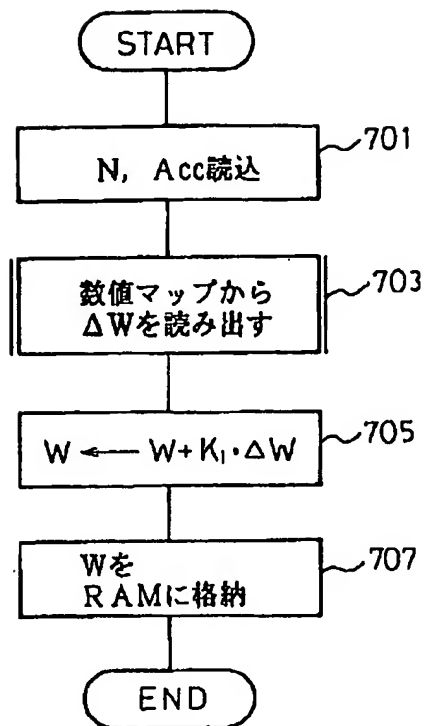 START
701
N, Acc読込
703
数値マップから
ΔWを読み出す
705
W ← W+K₁·ΔW
707
Wを
RAMに格納
END